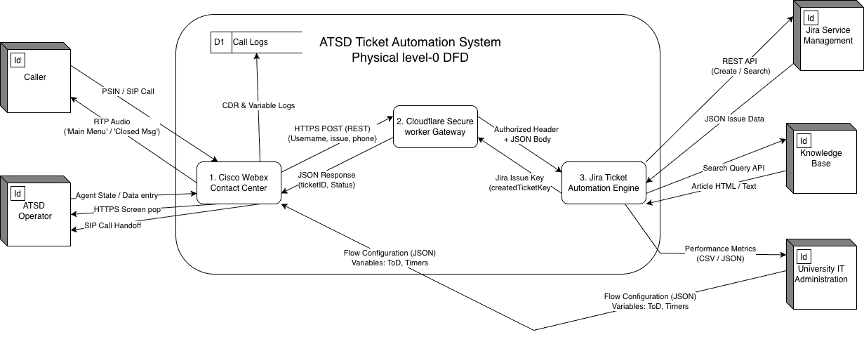 ATSD Ticket Automation System
Physical level-0 DFD
D1 Call Logs
Id
Caller
PSIN / SIP Call
RTP Audio
('Main Menu' / 'Closed Msg')
CDR & Variable Logs
HTTPS POST (REST)
(Username, issue, phone)
2. Cloudflare Secure
worker Gateway
Authorized Header
+ JSON Body
REST API
(Create / Search)
Id
Jira Service
Management
JSON Issue Data
1. Cisco Webex
Contact Center
JSON Response
(ticketID, Status)
Jira Issue Key
(createdTicketKey)
3. Jira Ticket
Automation Engine
Search Query API
Article HTML / Text
Id
Knowledge
Base
Id
ATSD
Operator
Agent State / Data entry
HTTPS Screen pop
SIP Call Handoff
Flow Configuration (JSON)
Variables: ToD, Timers
Performance Metrics
(CSV / JSON)
Id
University IT
Administration
Flow Configuration (JSON)
Variables: ToD, Timers